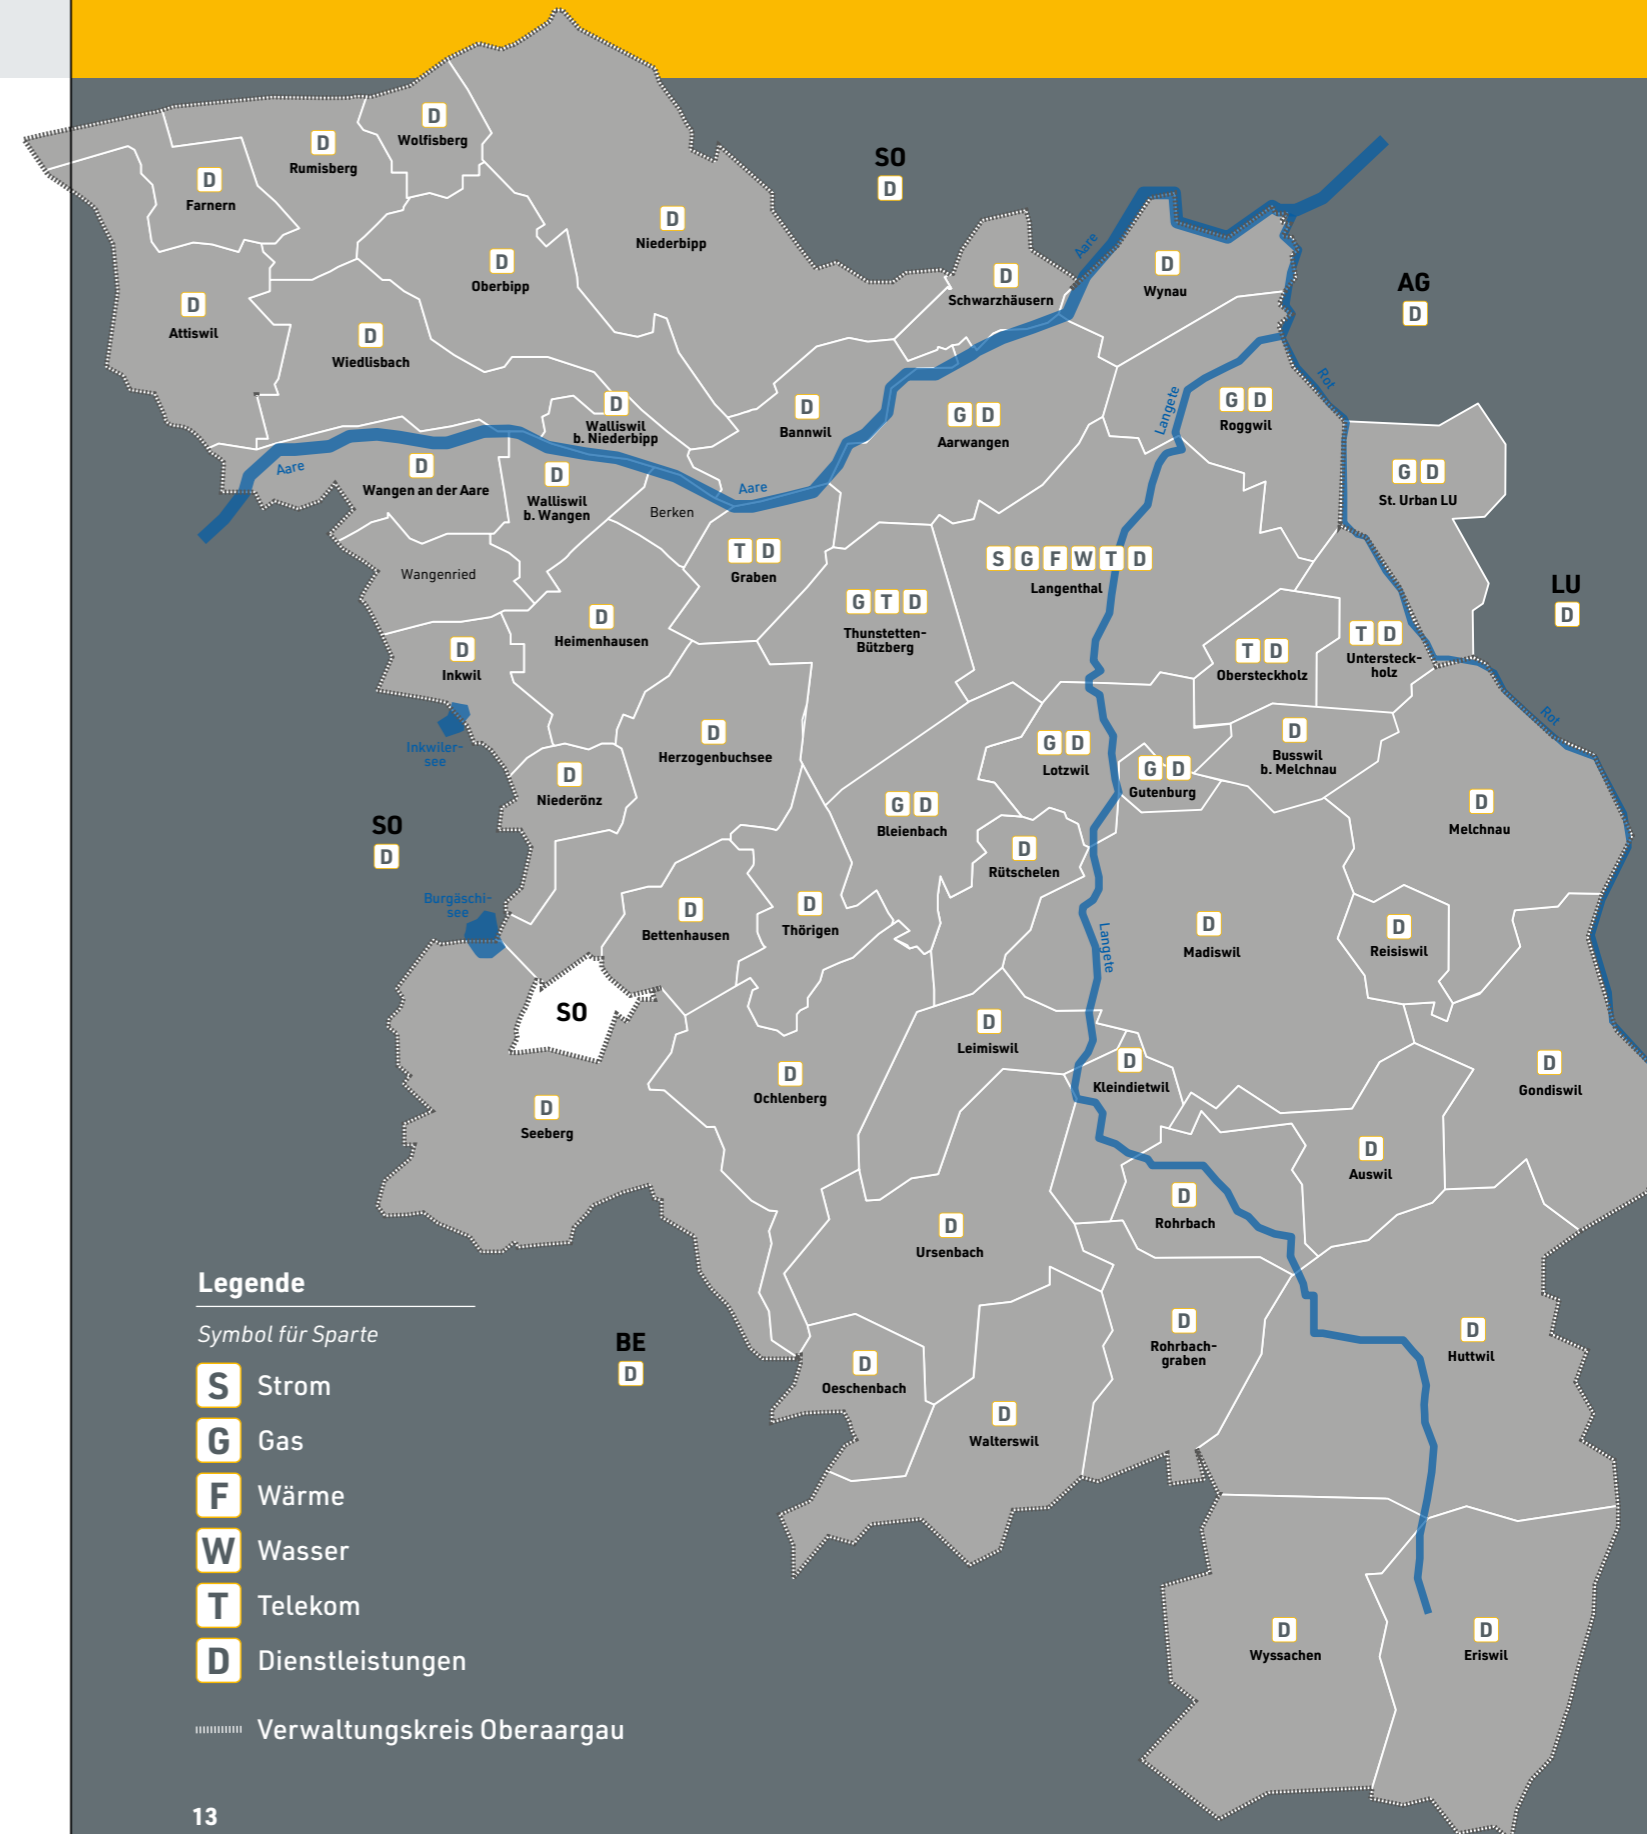 D
Wolfisberg
D
Rumisberg
D
Farnern
SO
D
D
Niederbipp
D
Oberbipp
D
Schwarzhäusern
Aare
D
Wynau
AG
D
D
Attiswil
D
Wiedlisbach
D
Walliswil
b. Niederbipp
D
Bannwil
G D
Aarwangen
Langete
G D
Roggwil
Rot
Aare
D
Wangen an der Aare
D
Walliswil
b. Wangen
Aare
Berken
G D
St. Urban LU
Wangenried
T D
Graben
S G F W T D
Langenthal
LU
D
D
Heimenhausen
G T D
Thunstetten-
Bützberg
D
Inkwil
T D
Obersteckholz
T D
Untersteck-
holz
Rot
Inkwiler-
see
D
Herzogenbuchsee
G D
Lotzwil
G D
Gutenburg
D
Busswil
b. Melchnau
D
Niederönz
G D
Bleienbach
D
Melchnau
SO
D
D
Rütschelen
Burgäschi-
see
D
Bettenhausen
D
Thörigen
Langete
D
Madiswil
D
Reisiswil
SO
D
Leimiswil
D
Kleindietwil
D
Gondiswil
D
Ochlenberg
D
Seeberg
D
Auswil
D
Rohrbach
D
Ursenbach
D
Rohrbach-
graben
D
Huttwil
BE
D
D
Oeschenbach
D
Walterswil
D
Wyssachen
D
Eriswil
Legende
Symbol für Sparte
S Strom
G Gas
F Wärme
W Wasser
T Telekom
D Dienstleistungen
Verwaltungskreis Oberaargau
13